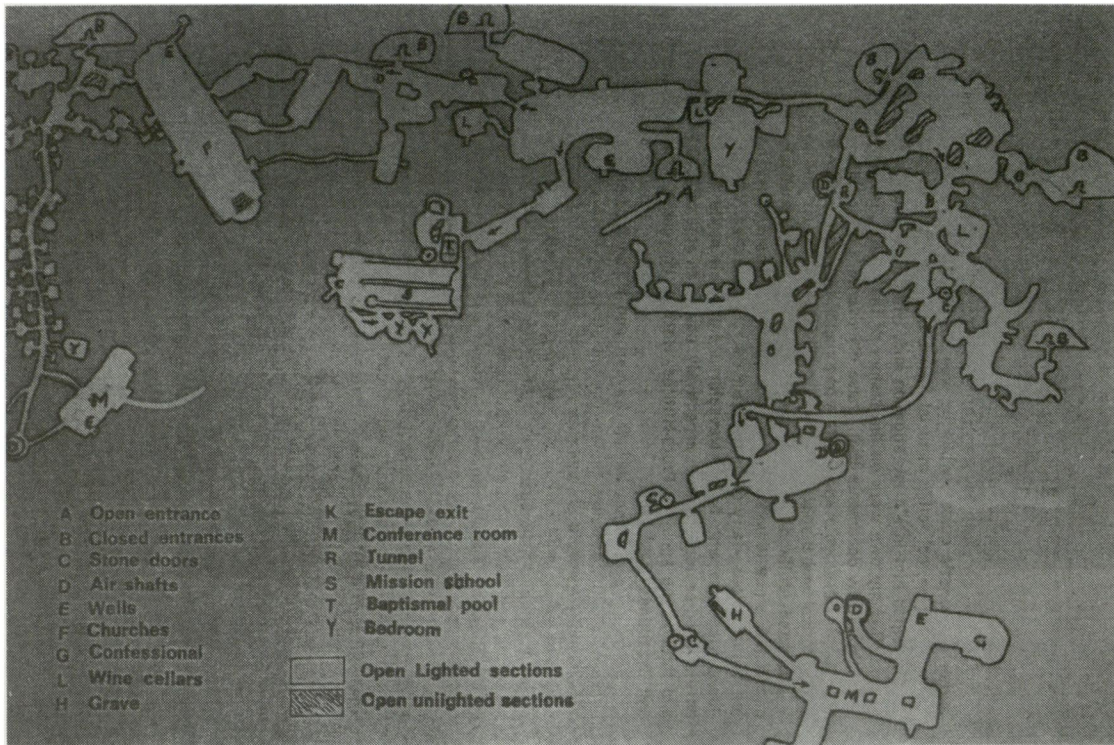 A Open entrance
B Closed entrances
C Stone doors
D Air shafts
E Wells
F Churches
G Confessional
L Wine cellars
H Grave
K Escape exit
M Conference room
R Tunnel
S Mission school
T Baptismal pool
Y Bedroom
Open Lighted sections
Open unlighted sections
B
E
B
B
B
L
F
Y
A
B
D
L
B
Y
M
E
Y
Y
D
H
D
E
G
M